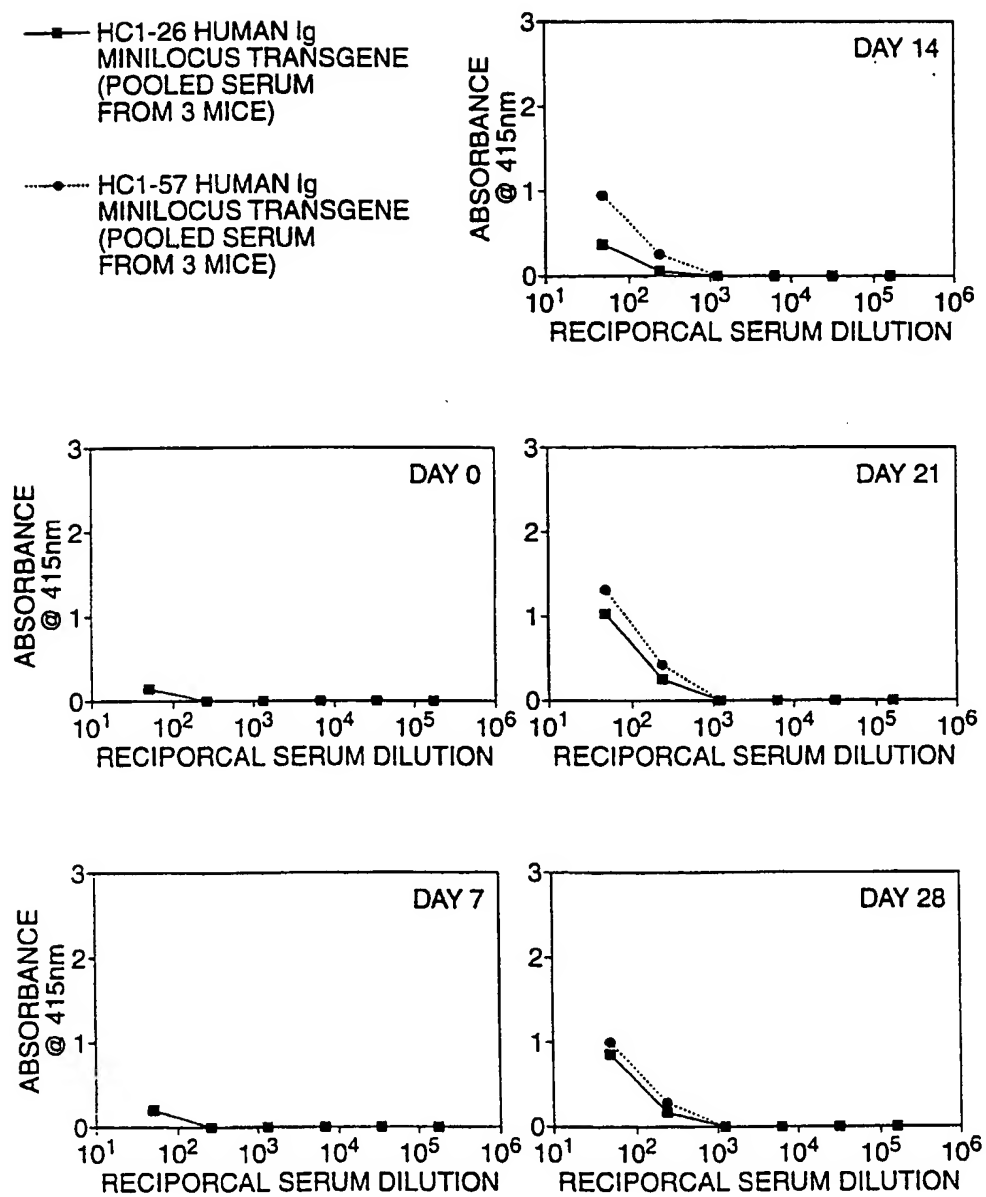 HC1-26 HUMAN Ig
MINILOCUS TRANSGENE
(POOLED SERUM
FROM 3 MICE)
HC1-57 HUMAN Ig
MINILOCUS TRANSGENE
(POOLED SERUM
FROM 3 MICE)
DAY 14
ABSORBANCE
@ 415nm
3
2
1
0
10¹ 10² 10³ 10⁴ 10⁵ 10⁶
RECIPORCAL SERUM DILUTION
DAY 0
ABSORBANCE
@ 415nm
3
2
1
0
10¹ 10² 10³ 10⁴ 10⁵ 10⁶
RECIPORCAL SERUM DILUTION
DAY 21
3
2
1
0
10¹ 10² 10³ 10⁴ 10⁵ 10⁶
RECIPORCAL SERUM DILUTION
DAY 7
ABSORBANCE
@ 415nm
3
2
1
0
10¹ 10² 10³ 10⁴ 10⁵ 10⁶
RECIPORCAL SERUM DILUTION
DAY 28
3
2
1
0
10¹ 10² 10³ 10⁴ 10⁵ 10�6
RECIPORCAL SERUM DILUTION